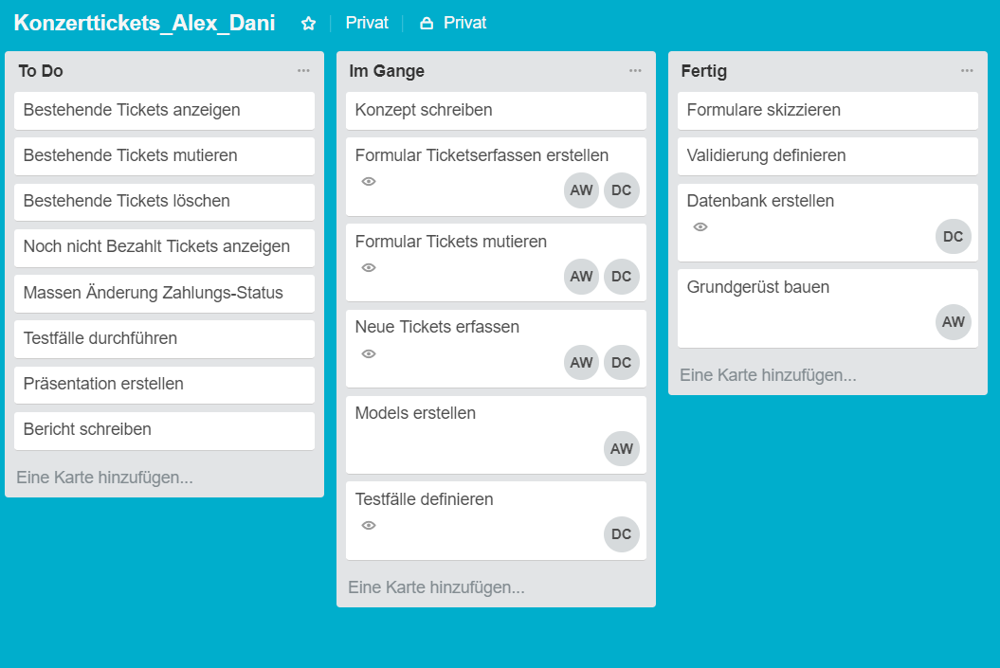 Konzerttickets_Alex_Dani Privat Privat
To Do
Bestehende Tickets anzeigen
Bestehende Tickets mutieren
Bestehende Tickets löschen
Noch nicht Bezahlt Tickets anzeigen
Massen Änderung Zahlungs-Status
Testfälle durchführen
Präsentation erstellen
Bericht schreiben
Eine Karte hinzufügen...
Im Gange
Konzept schreiben
Formular Ticketserfassen erstellen
AW DC
Formular Tickets mutieren
AW DC
Neue Tickets erfassen
AW DC
Models erstellen
AW
Testfälle definieren
DC
Eine Karte hinzufügen...
Fertig
Formulare skizzieren
Validierung definieren
Datenbank erstellen
DC
Grundgerüst bauen
AW
Eine Karte hinzufügen...